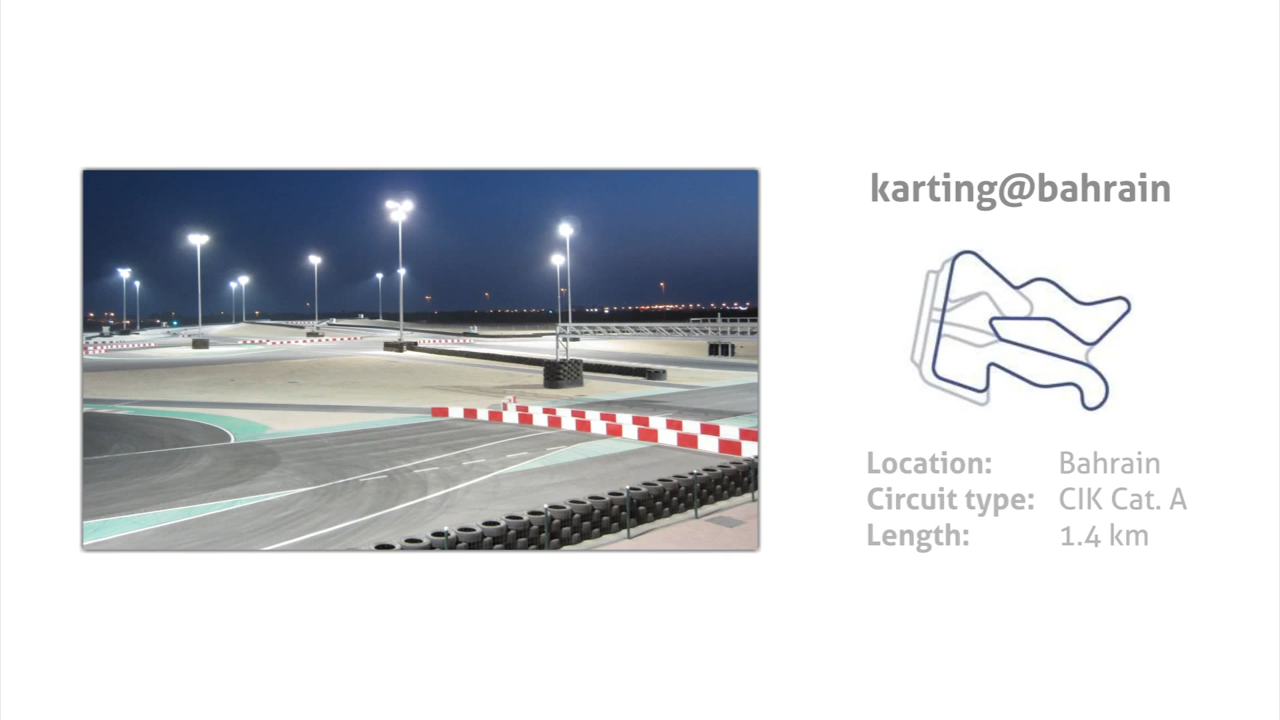 karting@bahrain
Location: Bahrain
Circuit type: CIK Cat. A
Length: 1.4 km